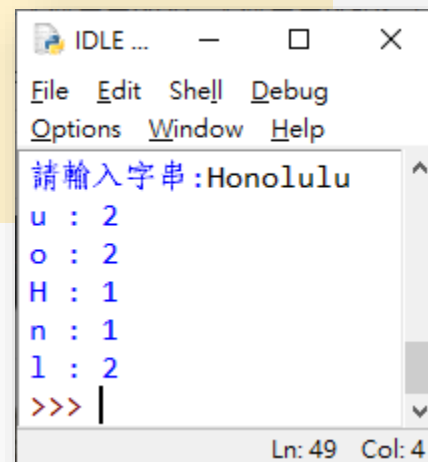 IDLE ...
File Edit Shell Debug
Options Window Help
請輸入字串:Honolulu
u : 2
o : 2
H : 1
n : 1
l : 2
>>>
Ln: 49 Col: 4